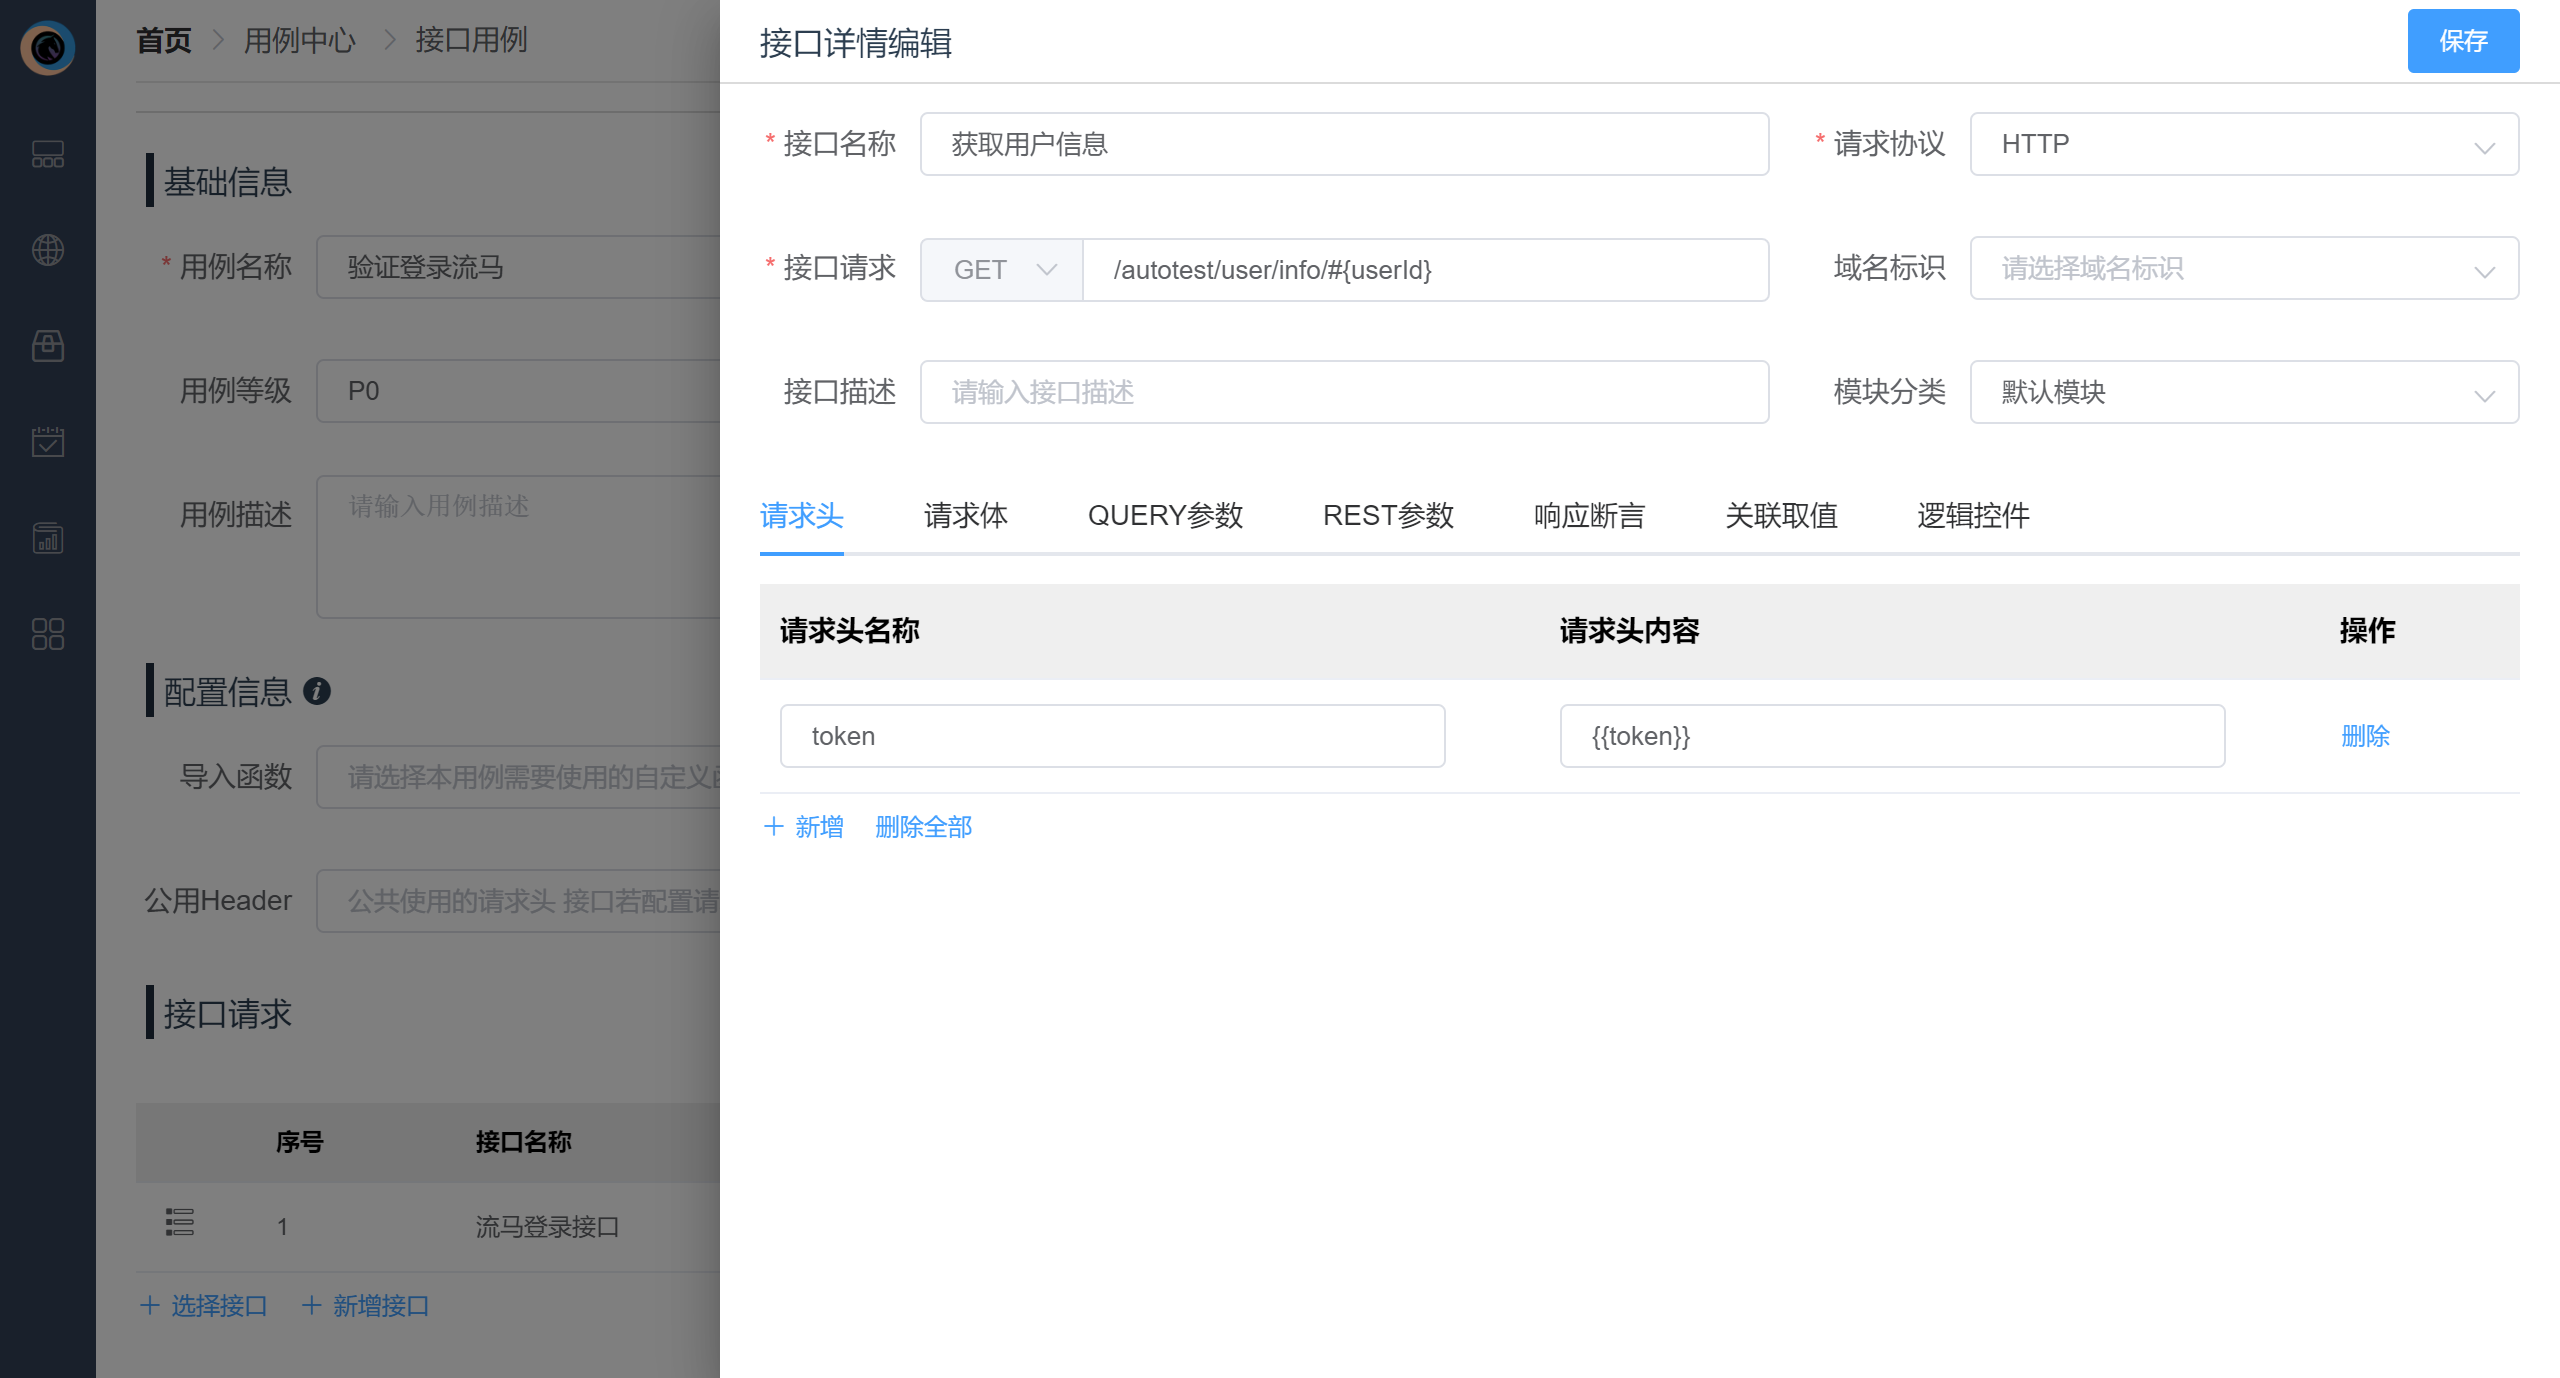 首页 > 用例中心 > 接口用例
基础信息
* 用例名称 验证登录流马
用例等级 P0
用例描述 请输入用例描述
配置信息
导入函数 请选择本用例需要使用的自定义
公用Header 公共使用的请求头 接口若配置请
接口请求
序号 接口名称
1 流马登录接口
+ 选择接口 + 新增接口
接口详情编辑 保存
* 接口名称 获取用户信息 * 请求协议 HTTP
* 接口请求 GET /autotest/user/info/#{userId} 域名标识 请选择域名标识
接口描述 请输入接口描述 模块分类 默认模块
请求头 请求体 QUERY参数 REST参数 响应断言 关联取值 逻辑控件
请求头名称 请求头内容 操作
token {{token}} 删除
+ 新增 删除全部